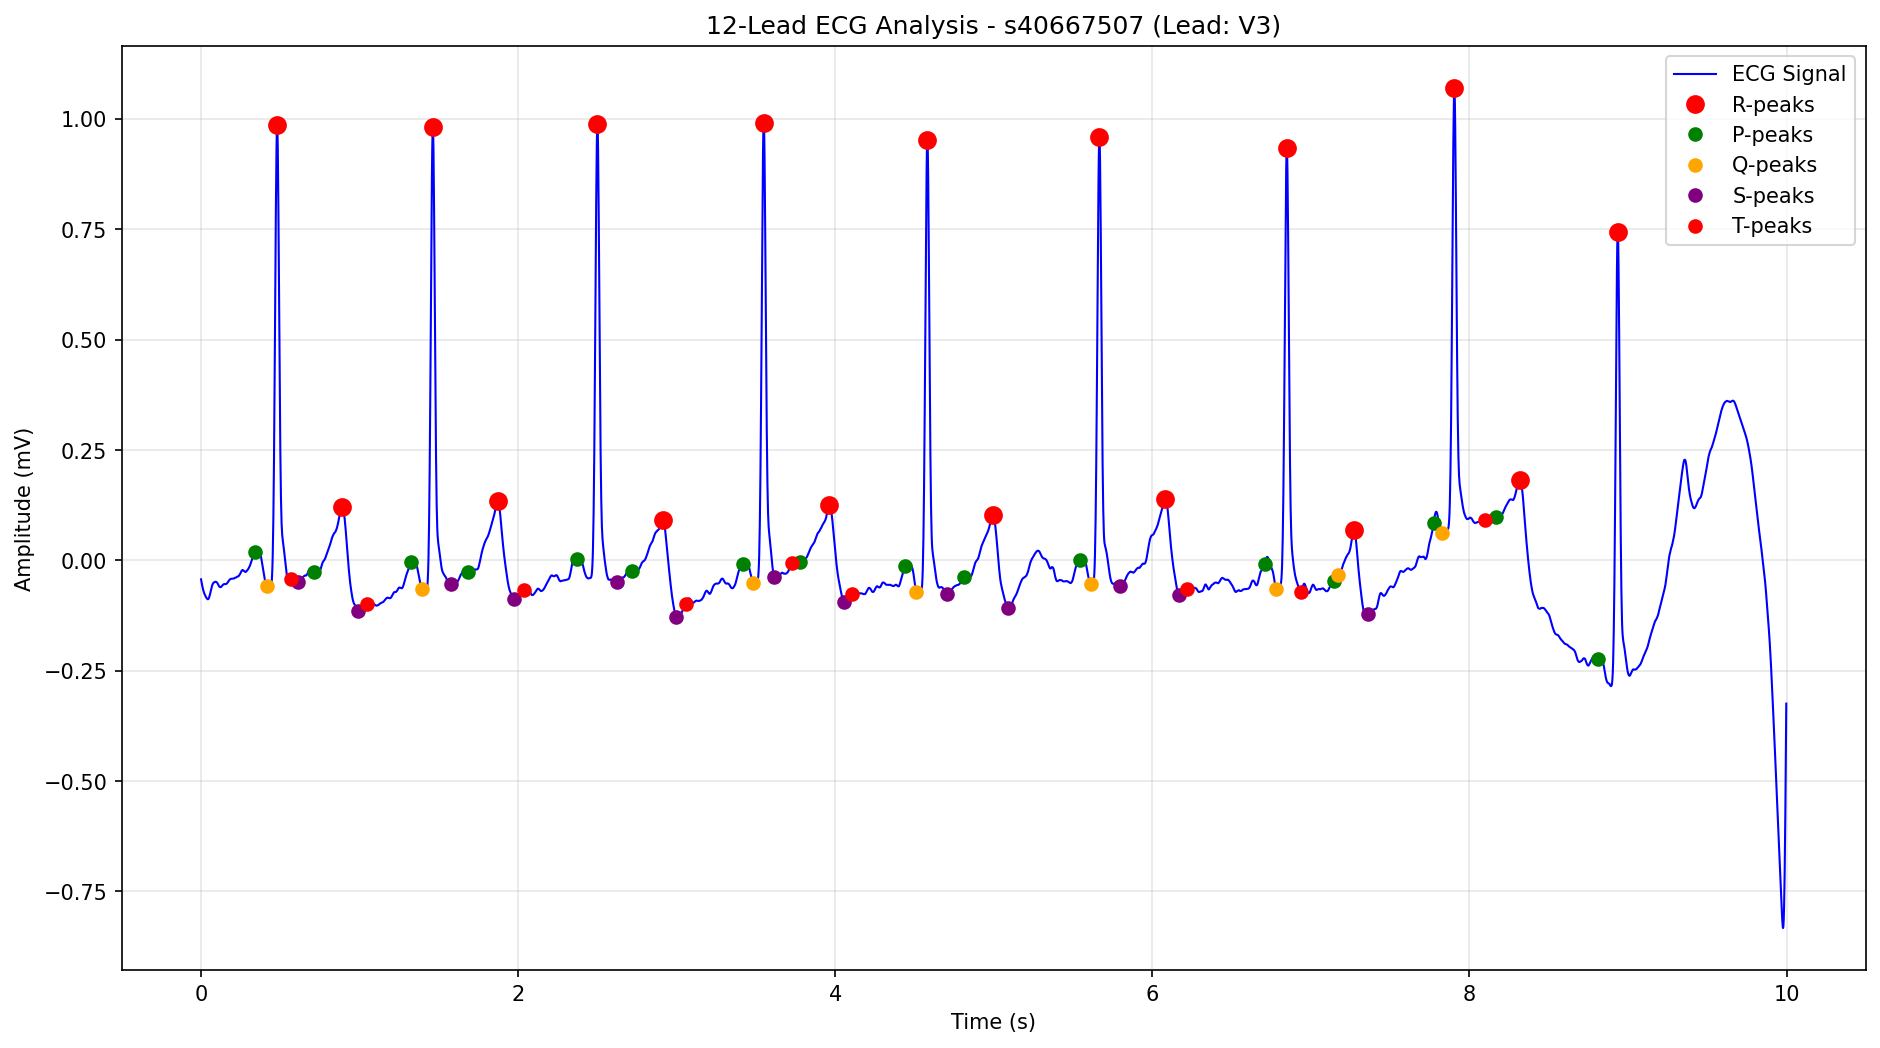 12-Lead ECG Analysis - s40667507 (Lead: V3)
ECG Signal
R-peaks
P-peaks
Q-peaks
S-peaks
T-peaks
Amplitude (mV)
1.00
0.75
0.50
0.25
0.00
−0.25
−0.50
−0.75
0
2
4
6
8
10
Time (s)